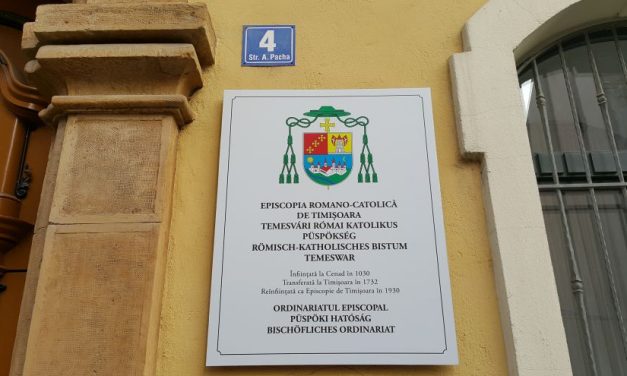 4
Str. A. Pacha
EPISCOPIA ROMANO-CATOLICĂ
DE TIMIŞOARA
TEMESVÁRI RÓMAI KATOLIKUS
PÜSPÖKSÉG
RÖMISCH-KATHOLISCHES BISTUM
TEMESWAR
Înfiinţată la Cenad în 1030
Transferată la Timişoara în 1732
Reînfiinţată ca Episcopie de Timişoara în 1930
ORDINARIATUL EPISCOPAL
PÜSPÖKI HATÓSÁG
BISCHÖFLICHES ORDINARIAT